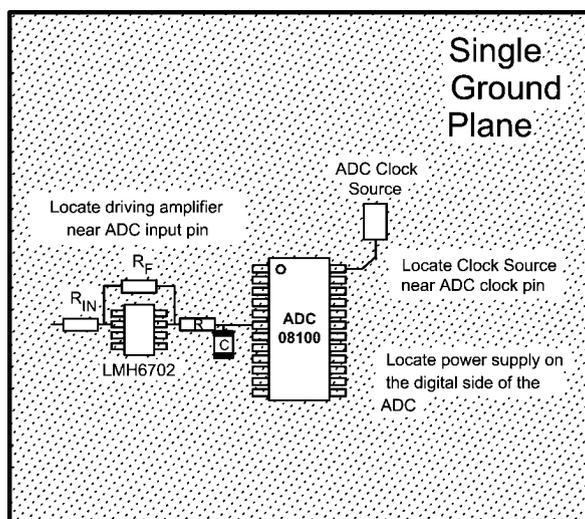 Single
Ground
Plane
ADC Clock
Source
Locate driving amplifier
near ADC input pin
RF
RIN
R
C
LMH6702
ADC
08100
Locate Clock Source
near ADC clock pin
Locate power supply on
the digital side of the
ADC